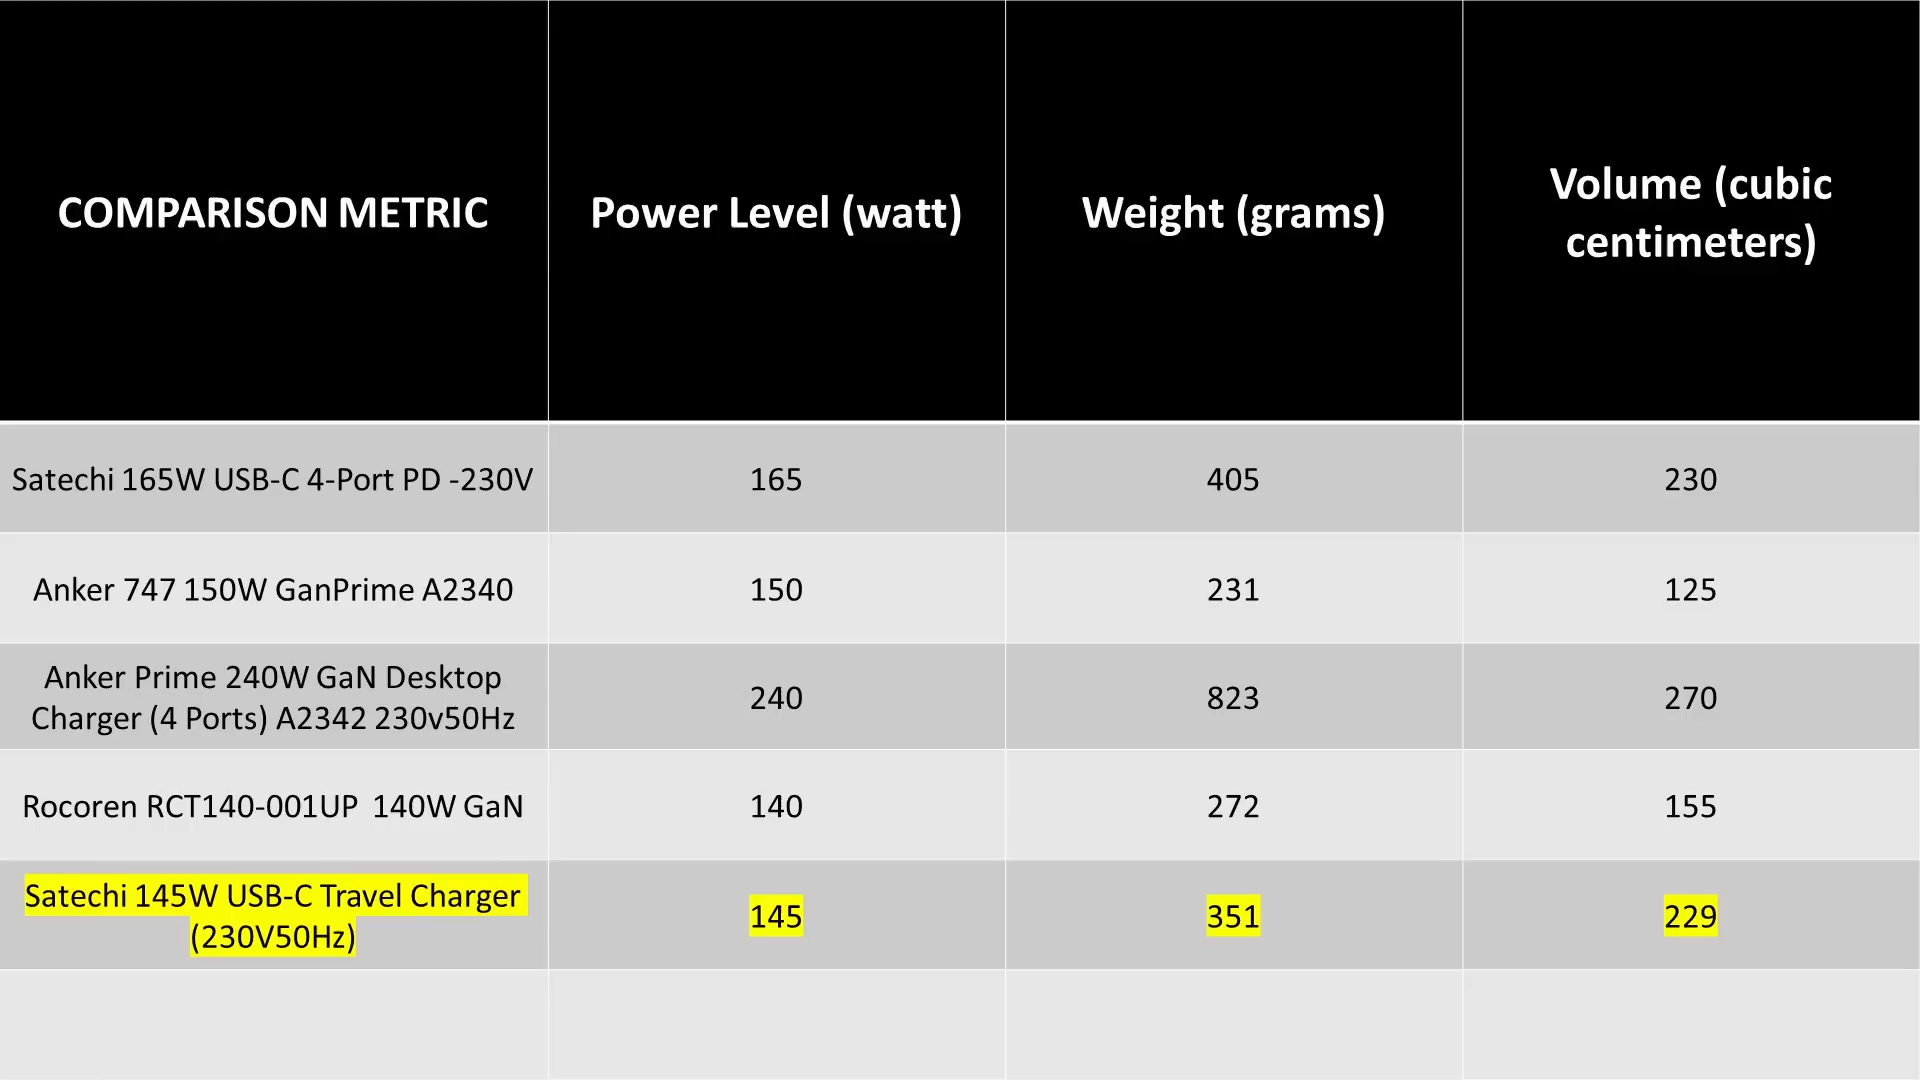 COMPARISON METRIC
Power Level (watt)
Weight (grams)
Volume (cubic
centimeters)
Satechi 165W USB-C 4-Port PD -230V
165
405
230
Anker 747 150W GanPrime A2340
150
231
125
Anker Prime 240W GaN Desktop
Charger (4 Ports) A2342 230v50Hz
240
823
270
Rocoren RCT140-001UP 140W GaN
140
272
155
Satechi 145W USB-C Travel Charger
(230V50Hz)
145
351
229